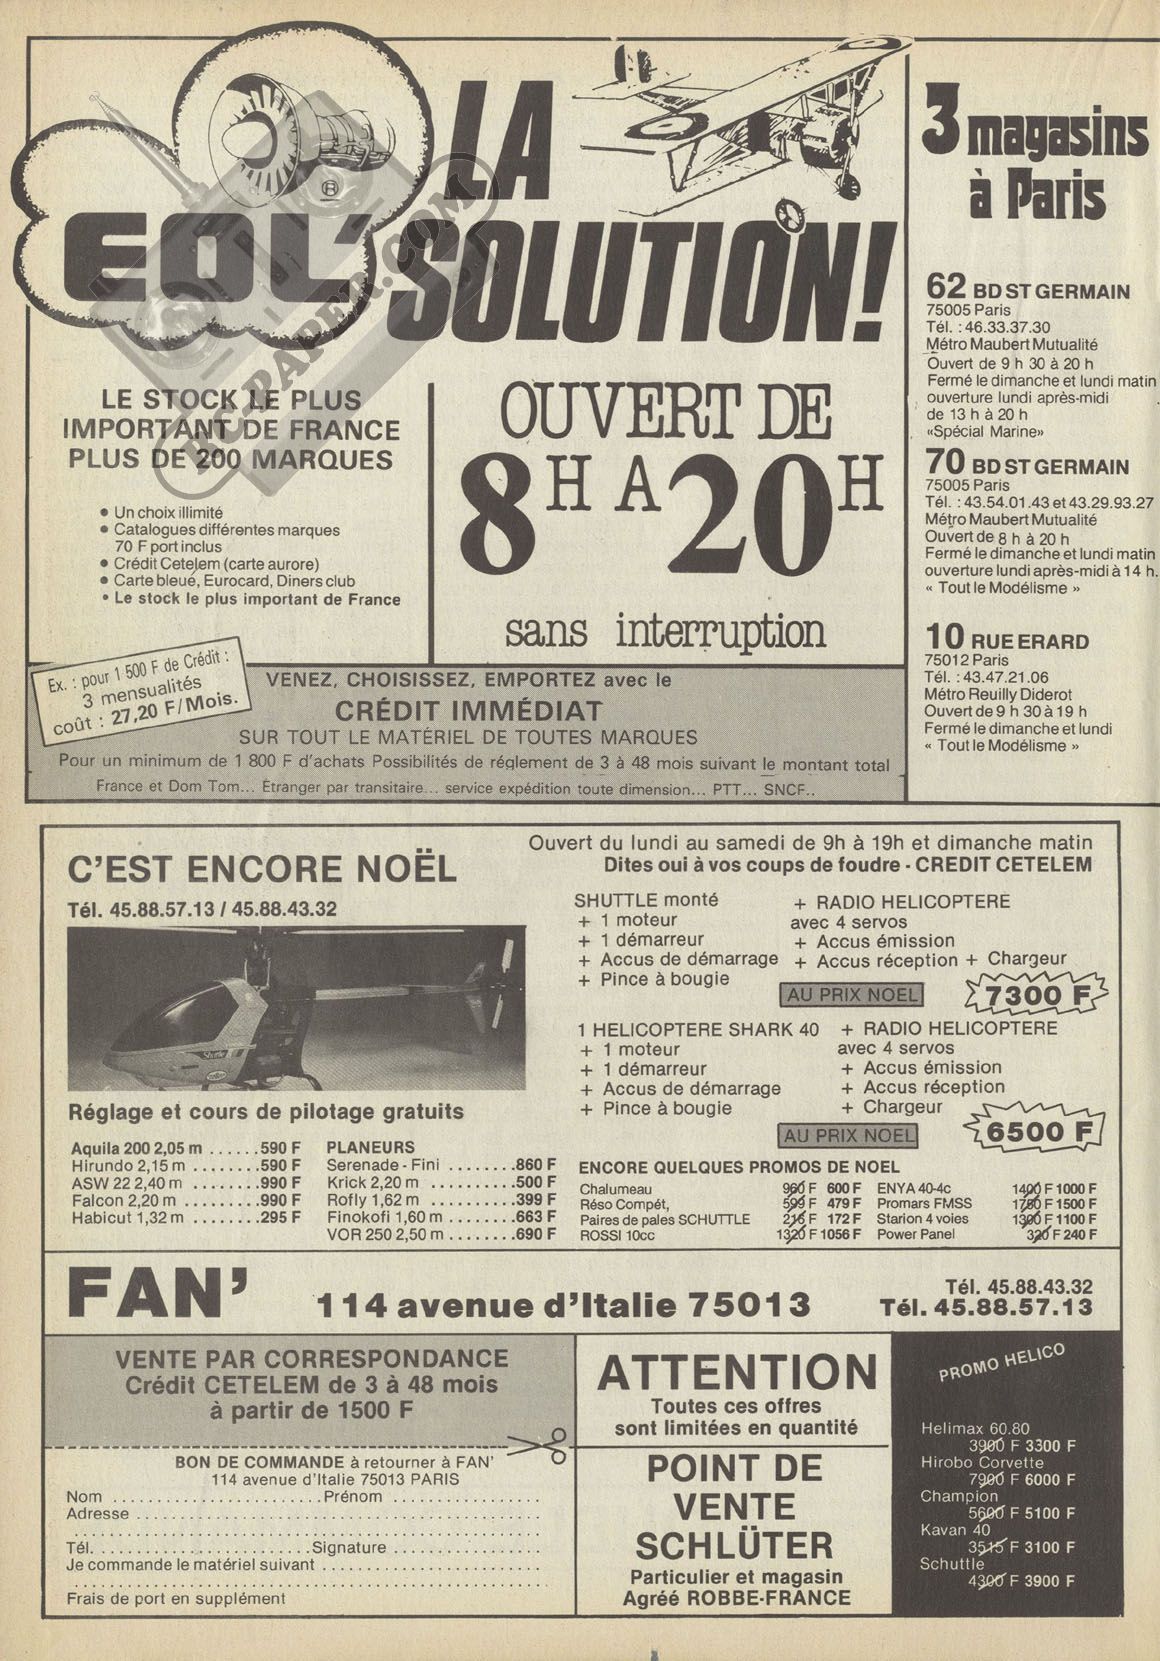 EOL'
®
LA
SOLUTION!
RC-PAPER.COM
LE STOCK LE PLUS
IMPORTANT DE FRANCE
PLUS DE 200 MARQUES
● Un choix illimité
● Catalogues différentes marques
70 F port inclus
● Crédit Cetelem (carte aurore)
● Carte bleue, Eurocard, Diners club
• Le stock le plus important de France
OUVERT DE
8H A 20H
sans interruption
Ex. : pour 1 500 F de Crédit :
3 mensualités
coût : 27,20 F/Mois.
VENEZ, CHOISISSEZ, EMPORTEZ avec le
CRÉDIT IMMÉDIAT
SUR TOUT LE MATÉRIEL DE TOUTES MARQUES
Pour un minimum de 1 800 F d'achats Possibilités de réglement de 3 à 48 mois suivant le montant total
France et Dom Tom... Etranger par transitaire... service expédition toute dimension... PTT... SNCF..
3 magasins
à Paris
62 BD ST GERMAIN
75005 Paris
Tél. : 46.33.37.30
Métro Maubert Mutualité
Ouvert de 9 h 30 à 20 h
Fermé le dimanche et lundi matin
ouverture lundi après-midi
de 13 h à 20 h
«Spécial Marine»
70 BD ST GERMAIN
75005 Paris
Tél. : 43.54.01.43 et 43.29.93.27
Métro Maubert Mutualité
Ouvert de 8 h à 20 h
Fermé le dimanche et lundi matin
ouverture lundi après-midi à 14 h.
« Tout le Modélisme »
10 RUE ERARD
75012 Paris
Tél. : 43.47.21.06
Métro Reuilly Diderot
Ouvert de 9 h 30 à 19 h
Fermé le dimanche et lundi
« Tout le Modélisme »
C'EST ENCORE NOËL
Tél. 45.88.57.13 / 45.88.43.32
Shuttle
Réglage et cours de pilotage gratuits
Ouvert du lundi au samedi de 9h à 19h et dimanche matin
Dites oui à vos coups de foudre - CREDIT CETELEM
SHUTTLE monté
+ 1 moteur
+ 1 démarreur
+ Accus de démarrage
+ Pince à bougie
+ RADIO HELICOPTERE
avec 4 servos
+ Accus émission
+ Accus réception + Chargeur
AU PRIX NOEL
7300 F
1 HELICOPTERE SHARK 40
+ 1 moteur
+ 1 démarreur
+ Accus de démarrage
+ Pince à bougie
+ RADIO HELICOPTERE
avec 4 servos
+ Accus émission
+ Accus réception
+ Chargeur
AU PRIX NOEL
6500 F
Aquila 200 2,05 m ......590 F
Hirundo 2,15 m ........590 F
ASW 22 2,40 m ........990 F
Falcon 2,20 m .........990 F
Habicut 1,32 m ........295 F
PLANEURS
Serenade - Fini ........860 F
Krick 2,20 m ..........500 F
Rofly 1,62 m ..........399 F
Finokofi 1,60 m .......663 F
VOR 250 2,50 m ........690 F
ENCORE QUELQUES PROMOS DE NOEL
Chalumeau 960 F 600 F
Réso Compét, 599 F 479 F
Paires de pales SCHUTTLE 215 F 172 F
ROSSI 10cc 1320 F 1056 F
ENYA 40-4c 1400 F 1000 F
Promars FMSS 1750 F 1500 F
Starion 4 voies 1300 F 1100 F
Power Panel 320 F 240 F
FAN'
114 avenue d'Italie 75013
Tél. 45.88.43.32
Tél. 45.88.57.13
VENTE PAR CORRESPONDANCE
Crédit CETELEM de 3 à 48 mois
à partir de 1500 F
BON DE COMMANDE à retourner à FAN'
114 avenue d'Italie 75013 PARIS
Nom ........................ Prénom ..................
Adresse ..................................................
Tél. ........................ Signature ..................
Je commande le matériel suivant ..........................
Frais de port en supplément
ATTENTION
Toutes ces offres
sont limitées en quantité
POINT DE
VENTE
SCHLÜTER
Particulier et magasin
Agréé ROBBE-FRANCE
PROMO HELICO
Helimax 60.80
3900 F 3300 F
Hirobo Corvette
7900 F 6000 F
Champion
5600 F 5100 F
Kavan 40
3515 F 3100 F
Schuttle
4300 F 3900 F